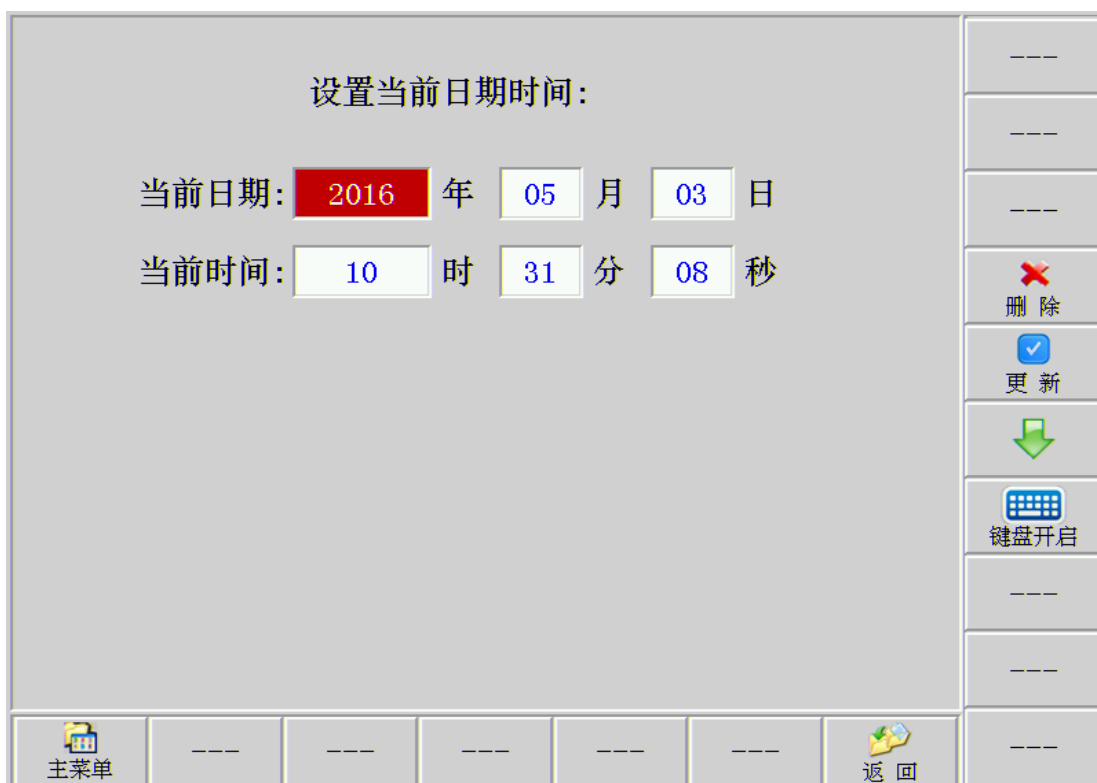 设置当前日期时间:
当前日期: 2016 年 05 月 03 日
当前时间: 10 时 31 分 08 秒
---
---
---
删 除
更 新
键盘开启
---
---
---
主菜单 --- --- --- --- --- 返 回